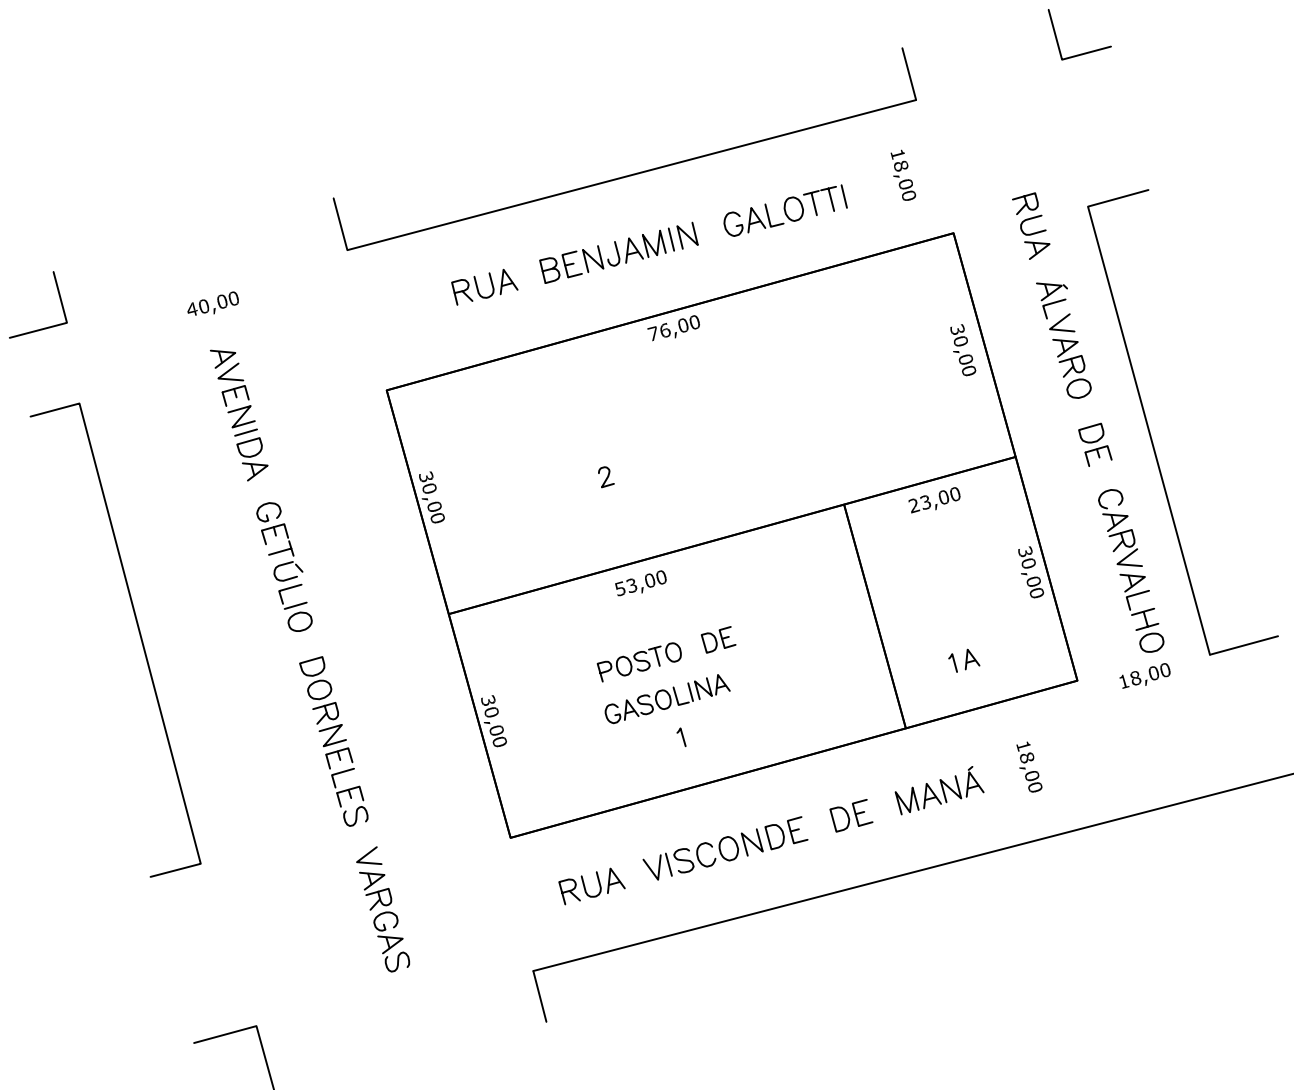 18,00
RUA BENJAMIN GALOTTI
RUA ÁLVARO DE CARVALHO
40,00
76,00
30,00
AVENIDA GETÚLIO DORNELES VARGAS
2
30,00
23,00
53,00
30,00
POSTO DE
GASOLINA
1
1A
30,00
18,00
18,00
RUA VISCONDE DE MANÁ